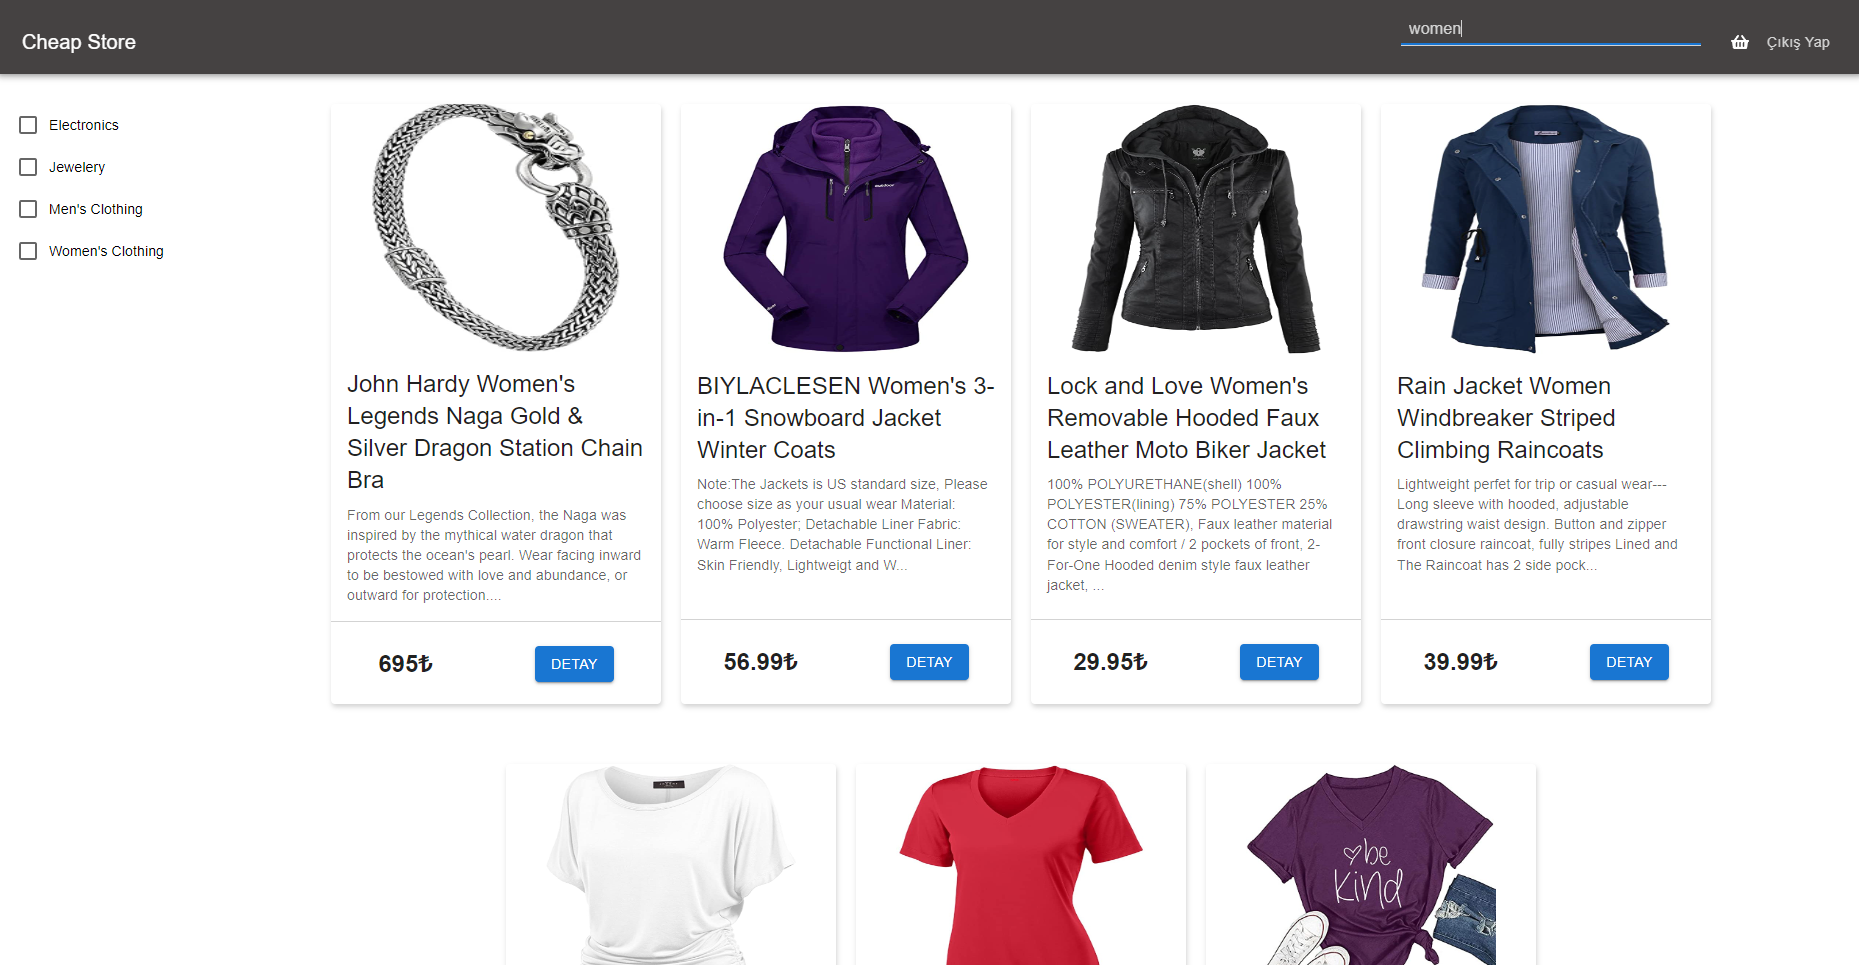 Cheap Store
women
Çıkış Yap
Electronics
Jewelery
Men's Clothing
Women's Clothing
John Hardy Women's
Legends Naga Gold &
Silver Dragon Station Chain
Bra
From our Legends Collection, the Naga was
inspired by the mythical water dragon that
protects the ocean's pearl. Wear facing inward
to be bestowed with love and abundance, or
outward for protection....
695₺
DETAY
BIYLACLESEN Women's 3-
in-1 Snowboard Jacket
Winter Coats
Note:The Jackets is US standard size, Please
choose size as your usual wear Material:
100% Polyester; Detachable Liner Fabric:
Warm Fleece. Detachable Functional Liner:
Skin Friendly, Lightweigt and W...
56.99₺
DETAY
Lock and Love Women's
Removable Hooded Faux
Leather Moto Biker Jacket
100% POLYURETHANE(shell) 100%
POLYESTER(lining) 75% POLYESTER 25%
COTTON (SWEATER), Faux leather material
for style and comfort / 2 pockets of front, 2-
For-One Hooded denim style faux leather
jacket, ...
29.95₺
DETAY
Rain Jacket Women
Windbreaker Striped
Climbing Raincoats
Lightweight perfet for trip or casual wear---
Long sleeve with hooded, adjustable
drawstring waist design. Button and zipper
front closure raincoat, fully stripes Lined and
The Raincoat has 2 side pock...
39.99₺
DETAY
be
kind